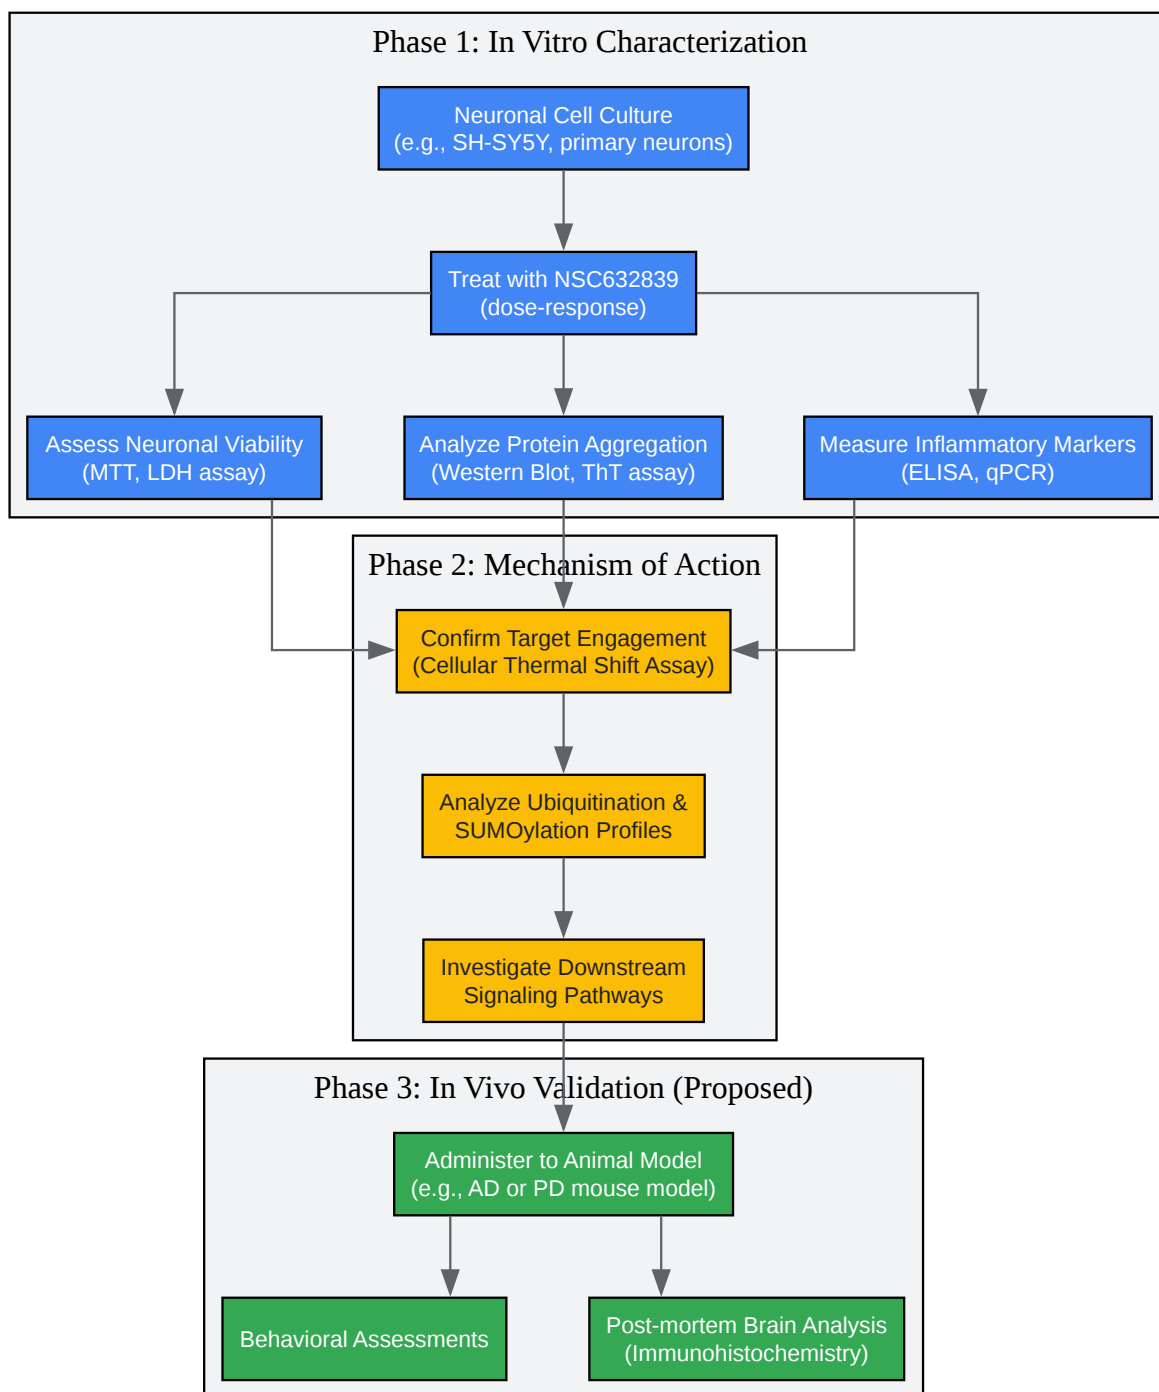 Phase 1: In Vitro Characterization
Neuronal Cell Culture
(e.g., SH-SY5Y, primary neurons)
Treat with NSC632839
(dose-response)
Assess Neuronal Viability
(MTT, LDH assay)
Analyze Protein Aggregation
(Western Blot, ThT assay)
Measure Inflammatory Markers
(ELISA, qPCR)
Phase 2: Mechanism of Action
Confirm Target Engagement
(Cellular Thermal Shift Assay)
Analyze Ubiquitination &
SUMOylation Profiles
Investigate Downstream
Signaling Pathways
Phase 3: In Vivo Validation (Proposed)
Administer to Animal Model
(e.g., AD or PD mouse model)
Behavioral Assessments
Post-mortem Brain Analysis
(Immunohistochemistry)